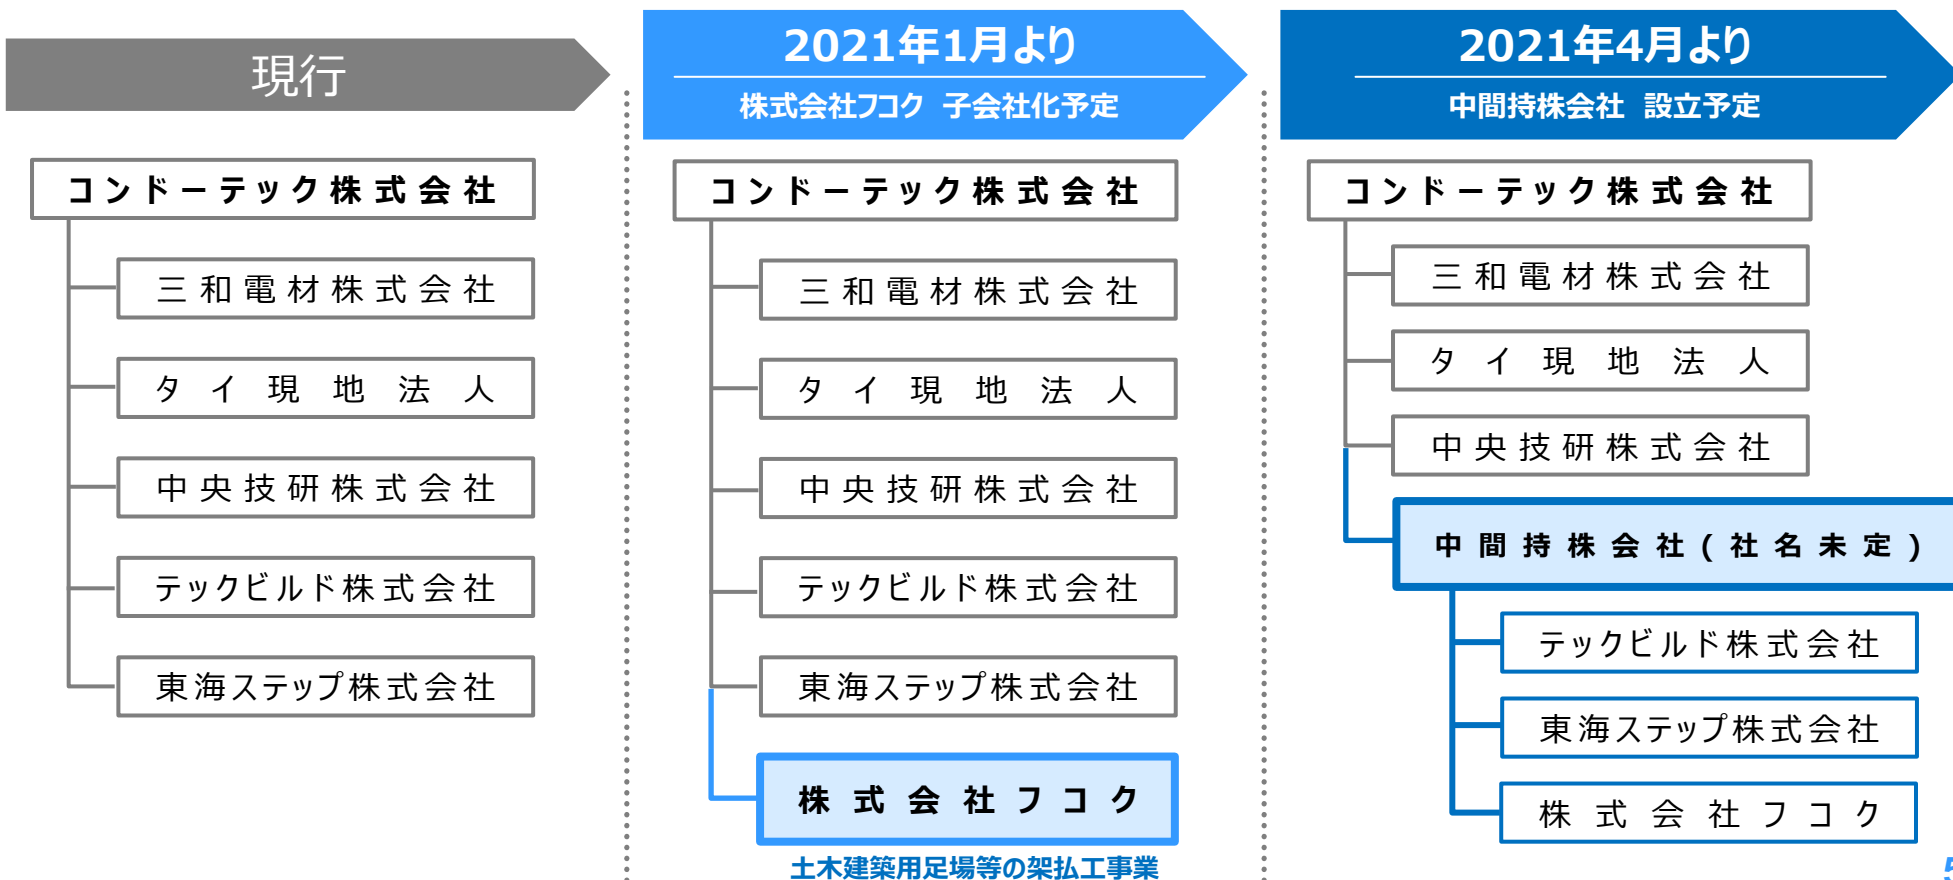 現行
コンドーテック株式会社
三和電材株式会社
タイ現地法人
中央技研株式会社
テックビルド株式会社
東海ステップ株式会社
2021年1月より
株式会社フコク 子会社化予定
コンドーテック株式会社
三和電材株式会社
タイ現地法人
中央技研株式会社
テックビルド株式会社
東海ステップ株式会社
株式会社フコク
土木建築用足場等の架払工事業
2021年4月より
中間持株会社 設立予定
コンドーテック株式会社
三和電材株式会社
タイ現地法人
中央技研株式会社
中間持株会社(社名未定)
テックビルド株式会社
東海ステップ株式会社
株式会社フコク